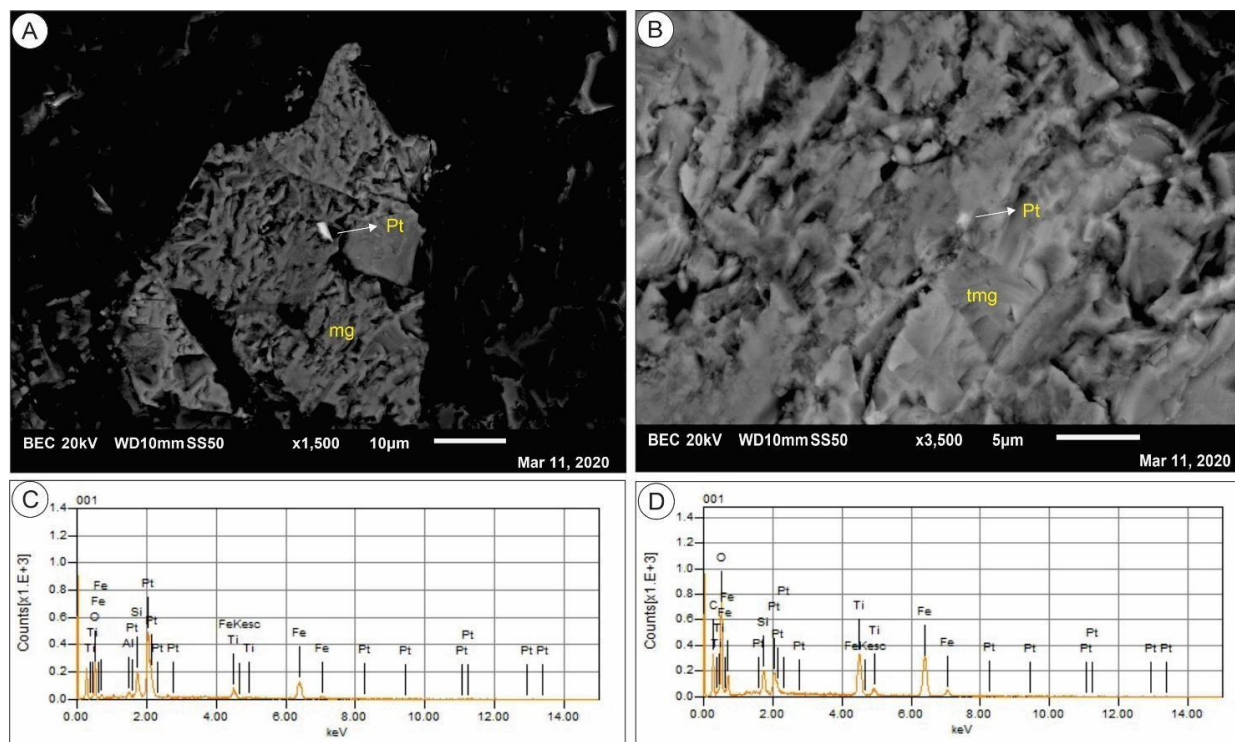 A
Pt
mg
BEC 20kV WD10mm SS50 x1,500 10µm
Mar 11, 2020
B
Pt
tmg
BEC 20kV WD10mm SS50 x3,500 5µm
Mar 11, 2020
C
001
Counts[x1.E+3]
1.4
1.2
1.0
0.8
0.6
0.4
0.2
0.0
Fe
Fe
O
Ti
Al
Pt
Si
Pt
Pt
Pt
Pt
FeKesc
Ti
Ti
Fe
Fe
Pt
Pt
Pt
Pt
Pt
Pt
0.00 2.00 4.00 6.00 8.00 10.00 12.00 14.00
keV
D
001
Counts[x1.E+3]
1.4
1.2
1.0
0.8
0.6
0.4
0.2
0.0
O
C
Fe
Fe
Pt
Si
Pt
Pt
Pt
Pt
Ti
FeKesc
Ti
Fe
Fe
Pt
Pt
Pt
Pt
Pt
Pt
0.00 2.00 4.00 6.00 8.00 10.00 12.00 14.00
keV